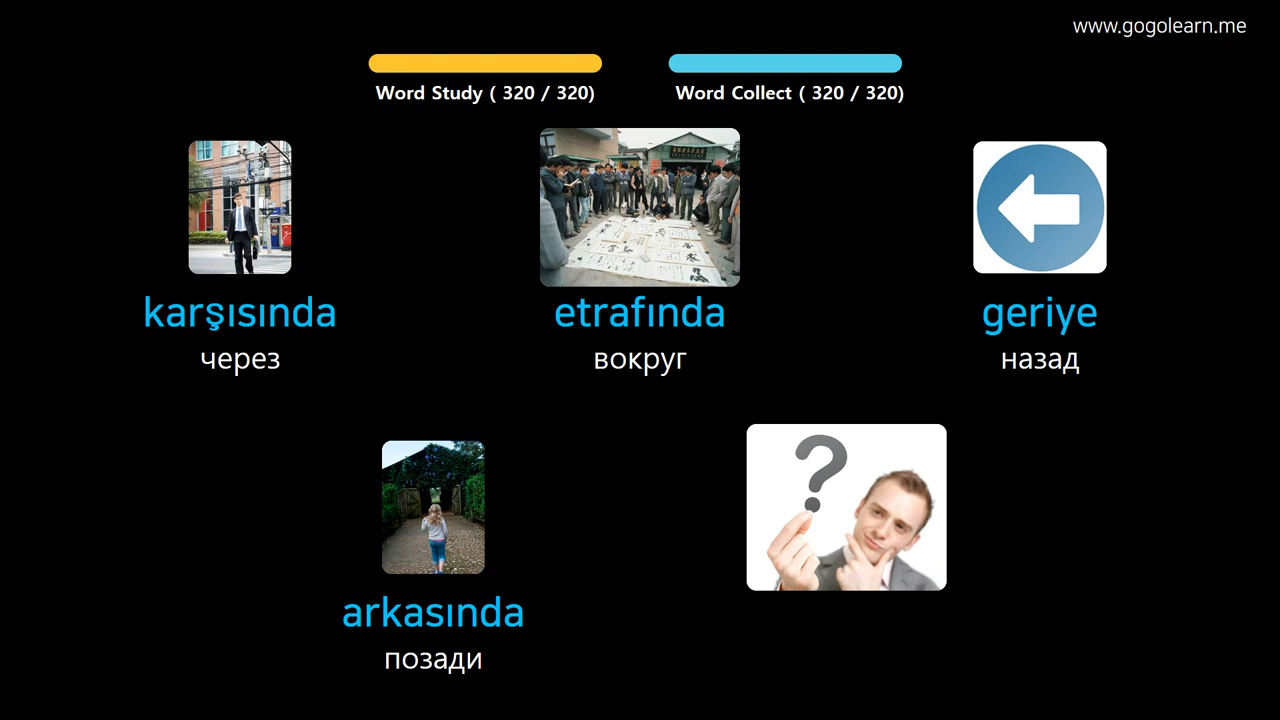 www.gogolearn.me
Word Study ( 320 / 320)
Word Collect ( 320 / 320)
karşısında
через
etrafında
вокруг
geriye
назад
arkasında
позади
?